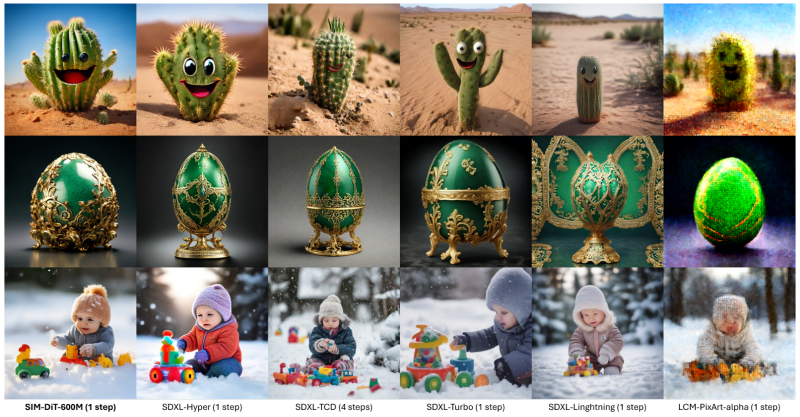 SIM-DiT-600M (1 step) SDXL-Hyper (1 step) SDXL-TCD (4 steps) SDXL-Turbo (1 step) SDXL-Linghtning (1 step) LCM-PixArt-alpha (1 step)